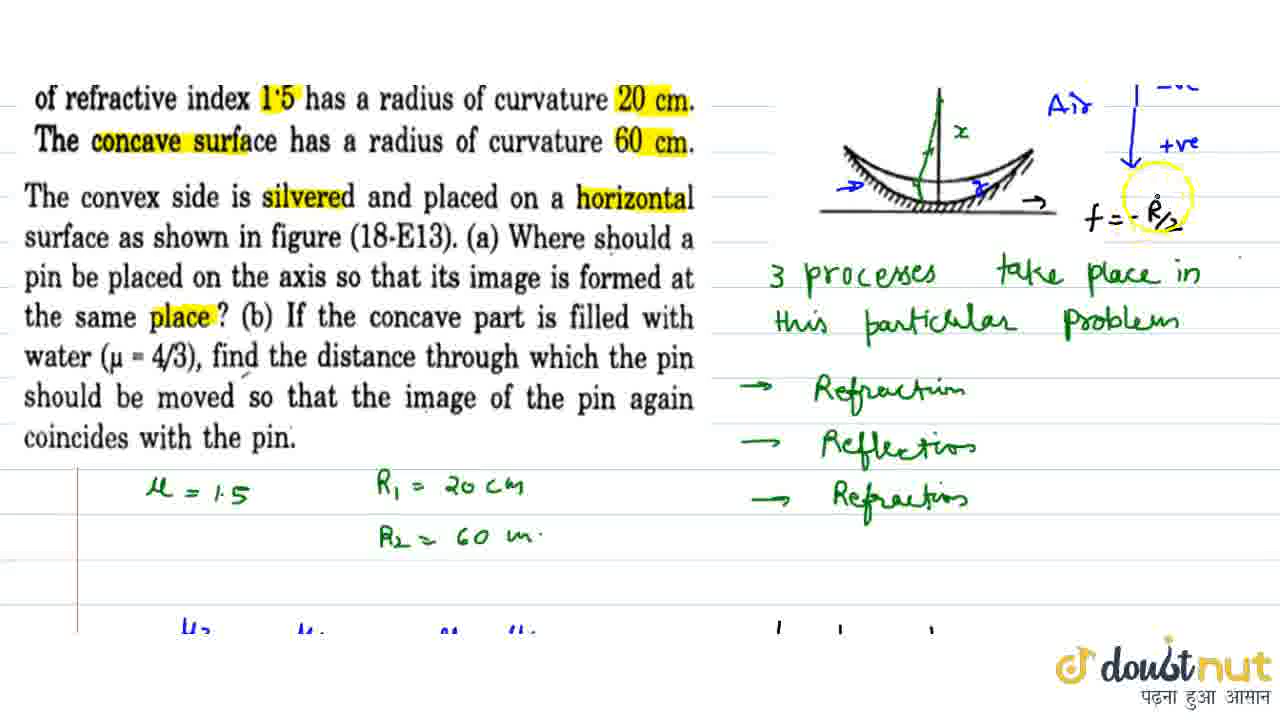 of refractive index 1·5 has a radius of curvature 20 cm.
The concave surface has a radius of curvature 60 cm.
The convex side is silvered and placed on a horizontal
surface as shown in figure (18-E13). (a) Where should a
pin be placed on the axis so that its image is formed at
the same place? (b) If the concave part is filled with
water (μ = 4/3), find the distance through which the pin
should be moved so that the image of the pin again
coincides with the pin.
μ = 1.5
R₁ = 20 cm
R₂ = 60 m.
x
x
Air
-ve
+ve
f = - R/2
3 processes take place in
this particular problem
→ Refraction
→ Reflection
→ Refraction
doubtnut
पढ़ना हुआ आसान